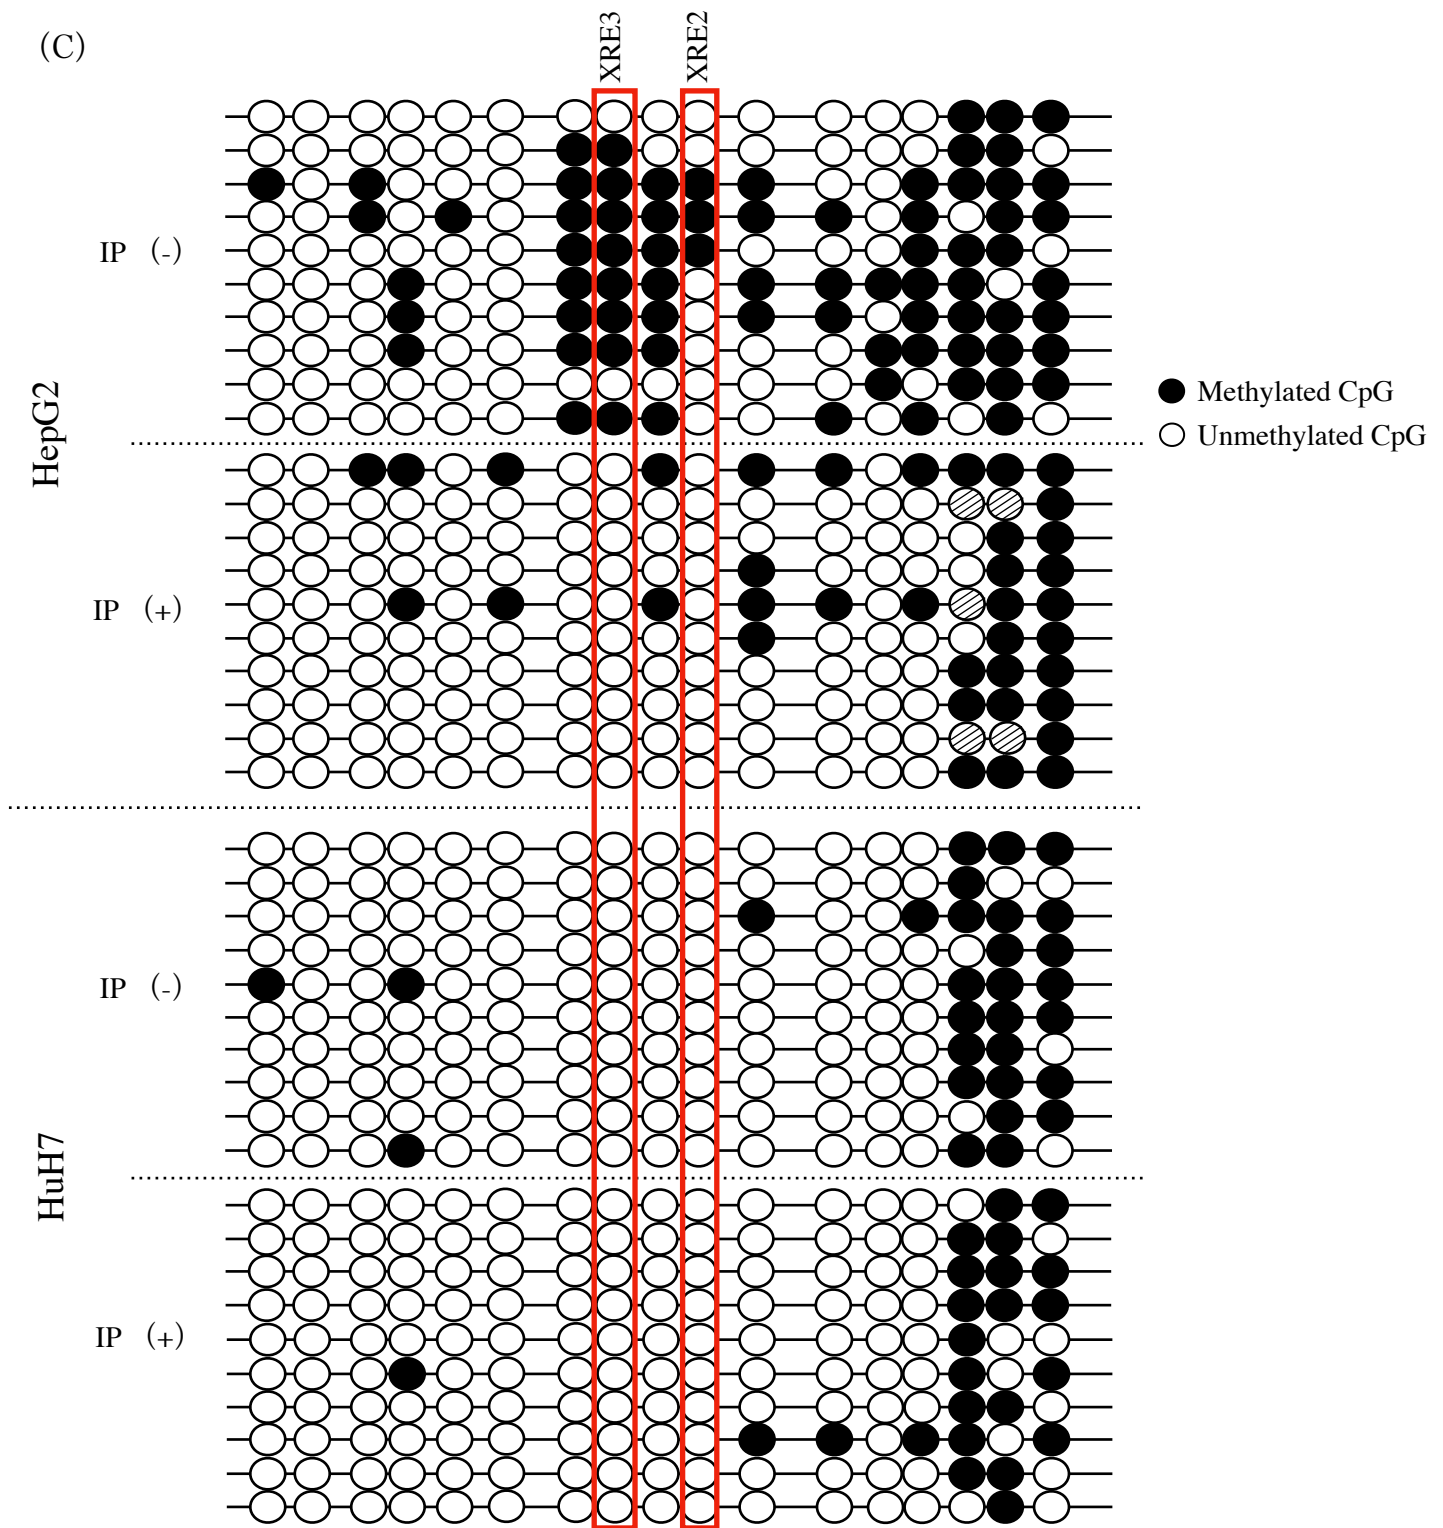 (C)
XRE3
XRE2
IP (-)
HepG2
Methylated CpG
Unmethylated CpG
IP (+)
IP (-)
HuH7
IP (+)